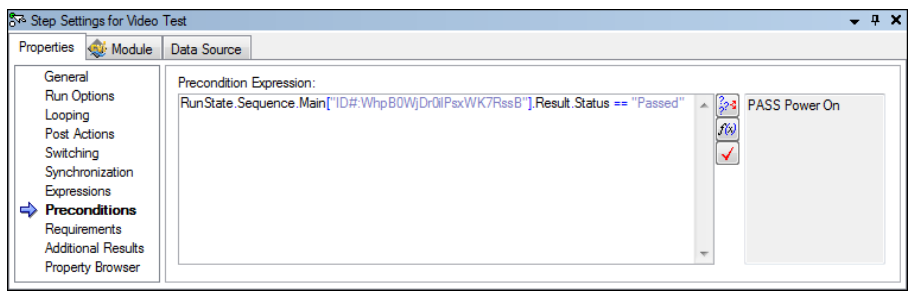 Step Settings for Video Test
Properties
Module
Data Source
General
Run Options
Looping
Post Actions
Switching
Synchronization
Expressions
Preconditions
Requirements
Additional Results
Property Browser
Precondition Expression:
RunState.Sequence.Main["ID#:WhpB0WjDr0ilPsxWK7RssB"].Result.Status == "Passed"
f(x)
PASS Power On